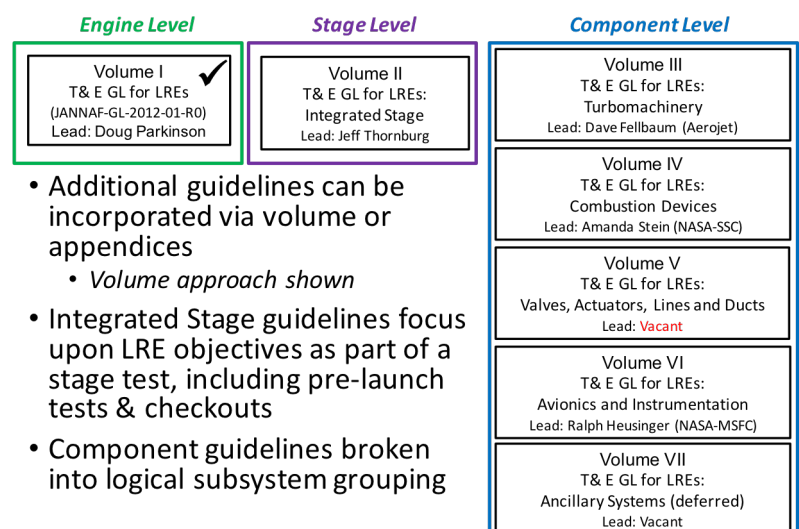 Engine Level
Volume I
T& E GL for LREs
(JANNAF-GL-2012-01-R0)
Lead: Doug Parkinson
Stage Level
Volume II
T& E GL for LREs:
Integrated Stage
Lead: Jeff Thornburg
Component Level
Volume III
T& E GL for LREs:
Turbomachinery
Lead: Dave Fellbaum (Aerojet)
Volume IV
T& E GL for LREs:
Combustion Devices
Lead: Amanda Stein (NASA-SSC)
Volume V
T& E GL for LREs:
Valves, Actuators, Lines and Ducts
Lead: Vacant
Volume VI
T& E GL for LREs:
Avionics and Instrumentation
Lead: Ralph Heusinger (NASA-MSFC)
Volume VII
T& E GL for LREs:
Ancillary Systems (deferred)
Lead: Vacant
• Additional guidelines can be
incorporated via volume or
appendices
• Volume approach shown
• Integrated Stage guidelines focus
upon LRE objectives as part of a
stage test, including pre-launch
tests & checkouts
• Component guidelines broken
into logical subsystem grouping